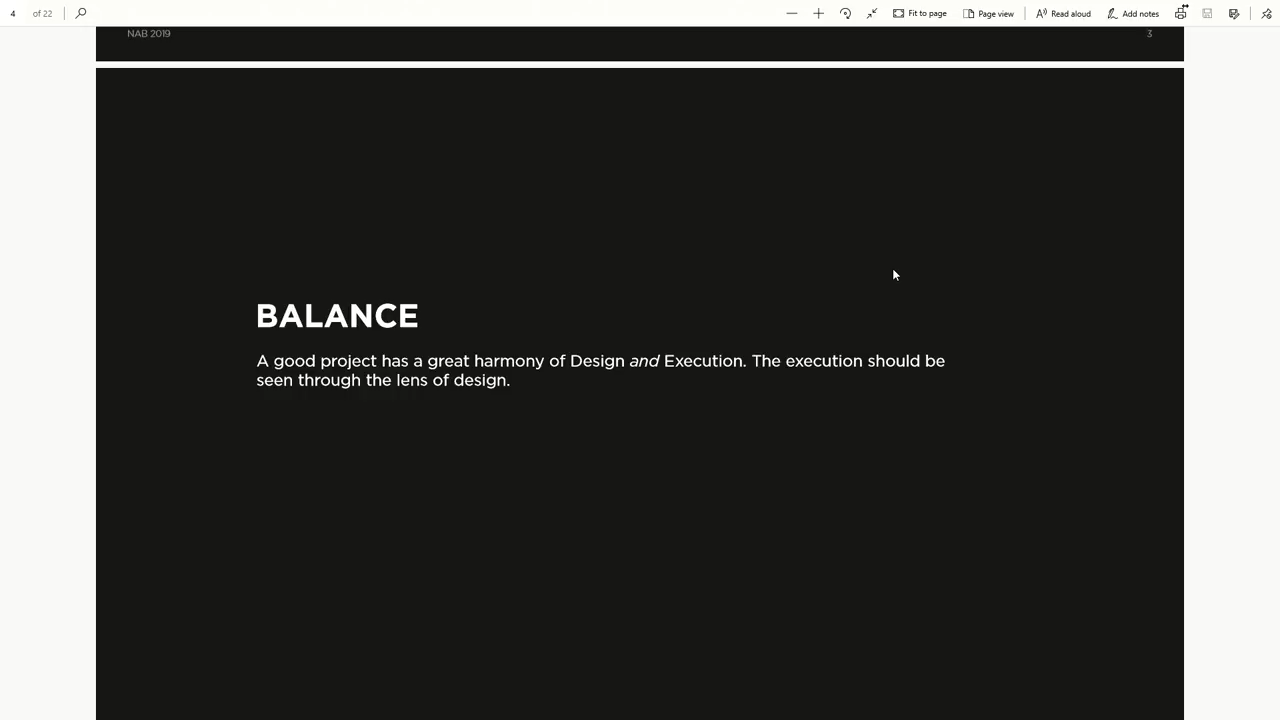 4 of 22 Fit to page Page view Read aloud Add notes
NAB 2019 3
BALANCE
A good project has a great harmony of Design and Execution. The execution should be
seen through the lens of design.